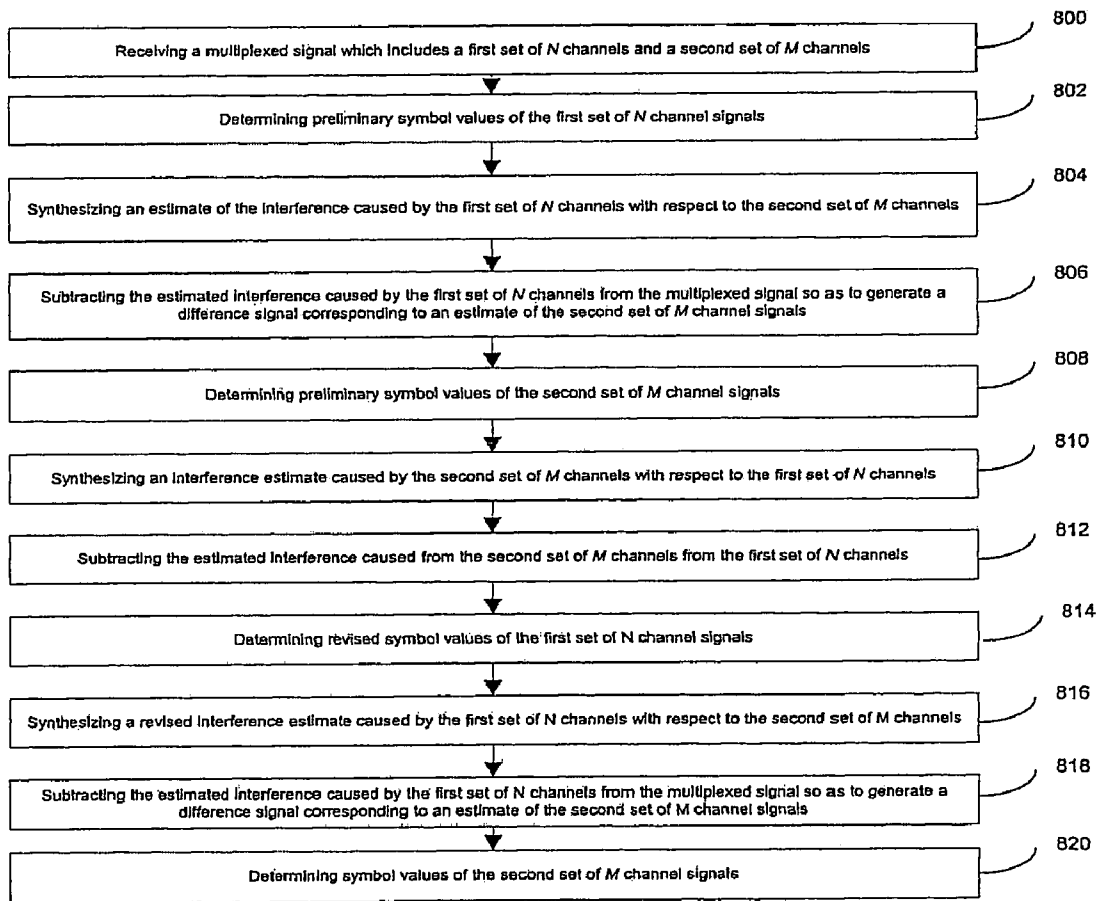 800
Receiving a multiplexed signal which includes a first set of N channels and a second set of M channels
802
Determining preliminary symbol values of the first set of N channel signals
804
Synthesizing an estimate of the interference caused by the first set of N channels with respect to the second set of M channels
806
Subtracting the estimated interference caused by the first set of N channels from the multiplexed signal so as to generate a
difference signal corresponding to an estimate of the second set of M channel signals
808
Determining preliminary symbol values of the second set of M channel signals
810
Synthesizing an interference estimate caused by the second set of M channels with respect to the first set of N channels
812
Subtracting the estimated interference caused from the second set of M channels from the first set of N channels
814
Determining revised symbol values of the first set of N channel signals
816
Synthesizing a revised interference estimate caused by the first set of N channels with respect to the second set of M channels
818
Subtracting the estimated interference caused by the first set of N channels from the multiplexed signal so as to generate a
difference signal corresponding to an estimate of the second set of M channel signals
820
Determining symbol values of the second set of M channel signals